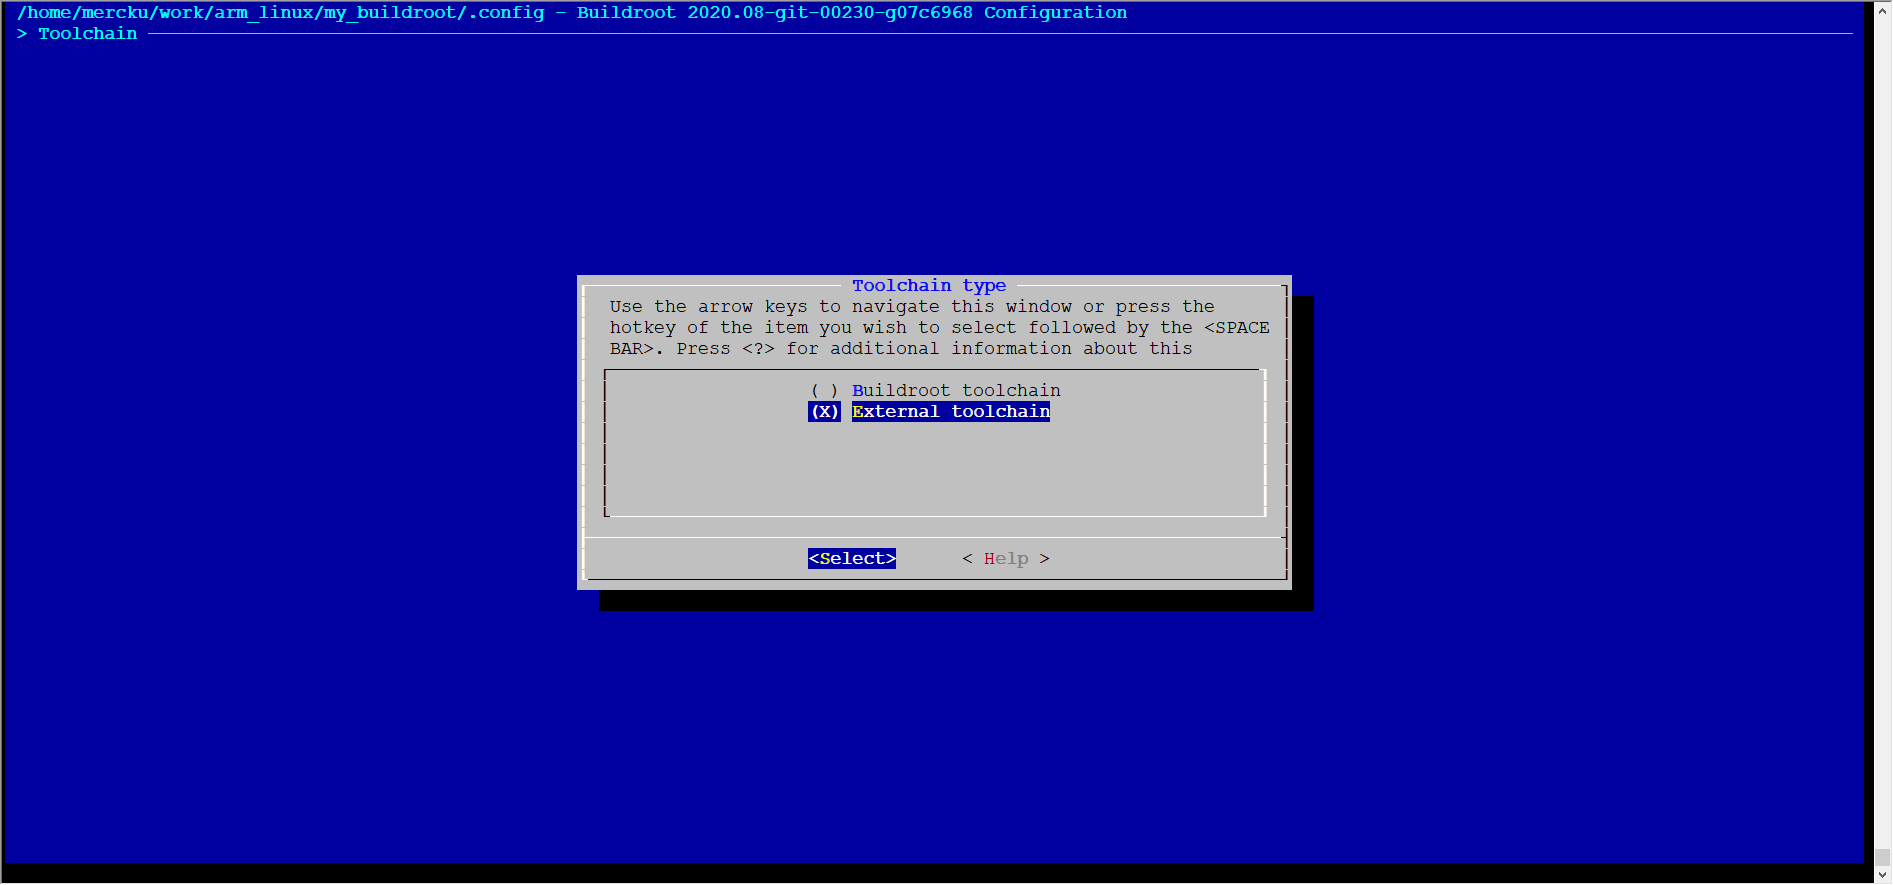 /home/mercku/work/arm_linux/my_buildroot/.config - Buildroot 2020.08-git-00230-g07c6968 Configuration
> Toolchain
Toolchain type
Use the arrow keys to navigate this window or press the
hotkey of the item you wish to select followed by the <SPACE
BAR>. Press <?> for additional information about this
( ) Buildroot toolchain
(X) External toolchain
<Select> < Help >